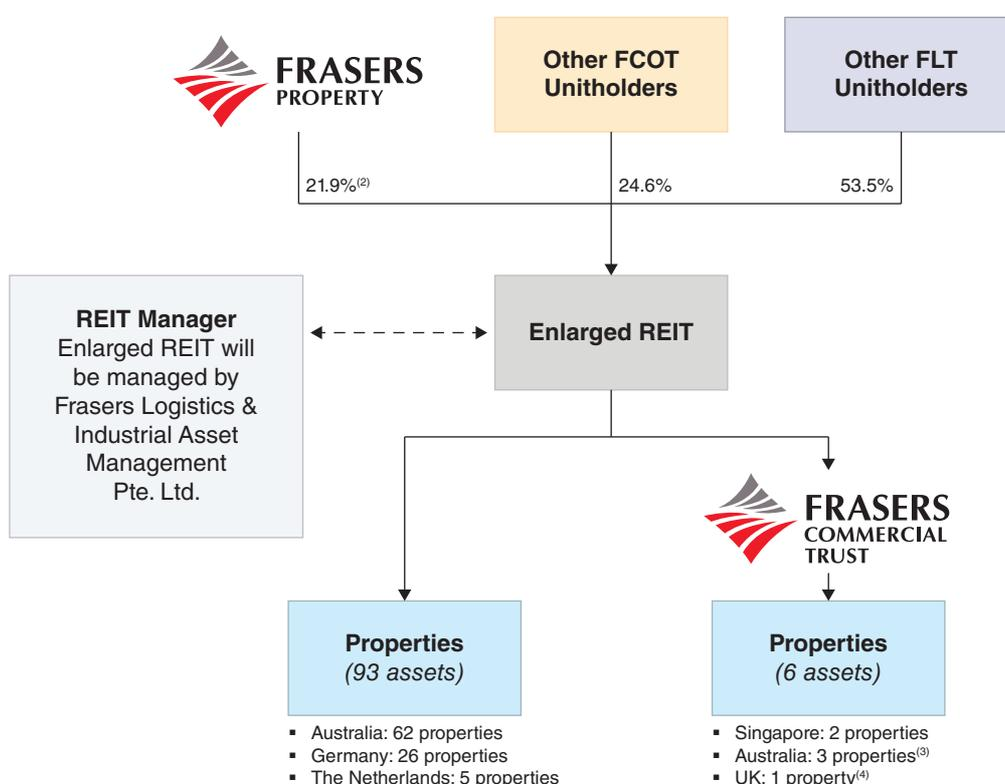 FRASERS
PROPERTY
Other FCOT
Unitholders
Other FLT
Unitholders
21.9%(2)
24.6%
53.5%
REIT Manager
Enlarged REIT will
be managed by
Frasers Logistics &
Industrial Asset
Management
Pte. Ltd.
Enlarged REIT
FRASERS
COMMERCIAL
TRUST
Properties
(93 assets)
▪ Australia: 62 properties
▪ Germany: 26 properties
▪ The Netherlands: 5 properties
Properties
(6 assets)
▪ Singapore: 2 properties
▪ Australia: 3 properties(3)
▪ UK: 1 property(4)